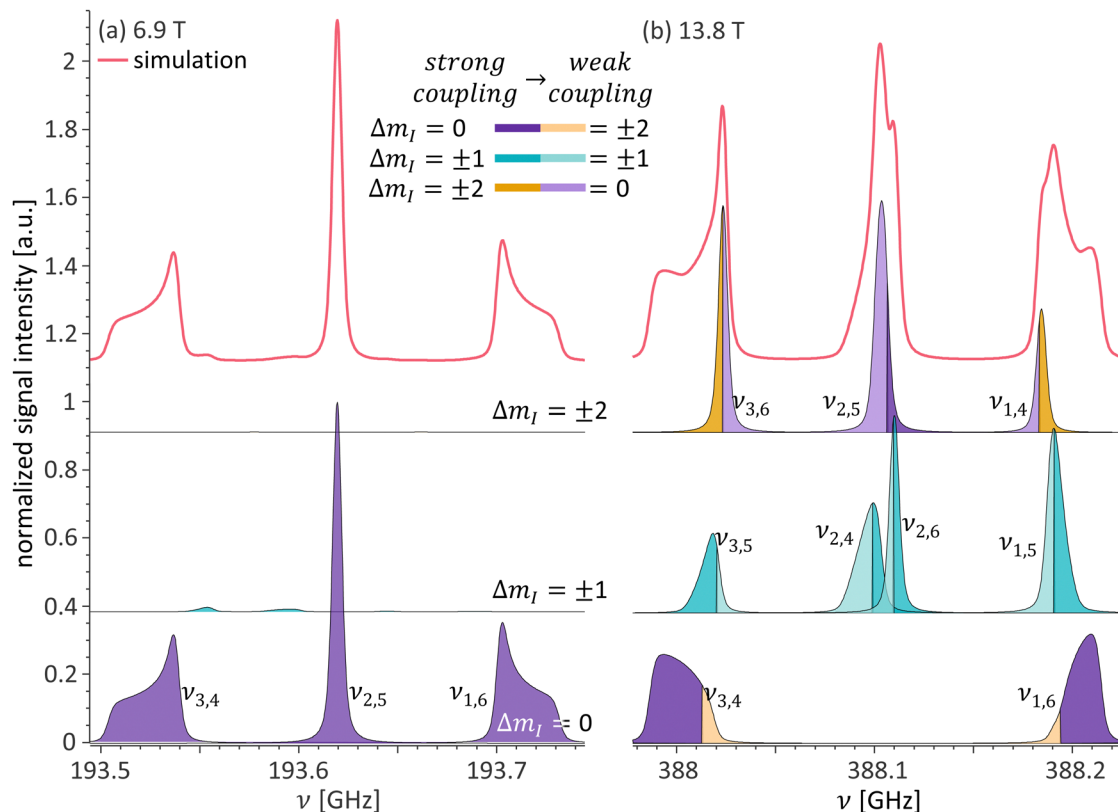 (a) 6.9 T
simulation
(b) 13.8 T
strong coupling → weak coupling
Δm_I = 0 = ±2
Δm_I = ±1 = ±1
Δm_I = ±2 = 0
normalized signal intensity [a.u.]
2
1.8
1.6
1.4
1.2
1
0.8
0.6
0.4
0.2
0
Δm_I = ±2
Δm_I = ±1
Δm_I = 0
ν_3,4
ν_2,5
ν_1,6
ν_3,6
ν_2,5
ν_1,4
ν_3,5
ν_2,4
ν_2,6
ν_1,5
ν_3,4
ν_1,6
193.5 193.6 193.7
ν [GHz]
388 388.1 388.2
ν [GHz]